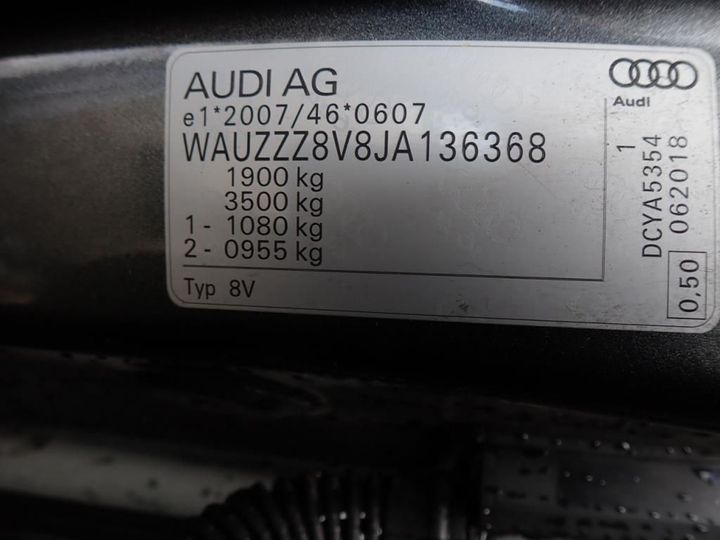 AUDI AG
e1*2007/46*0607
WAUZZZ8V8JA136368
1900 kg
3500 kg
1 - 1080 kg
2 - 0955 kg
Typ 8V
Audi
1
DCYA5354
062018
0,50